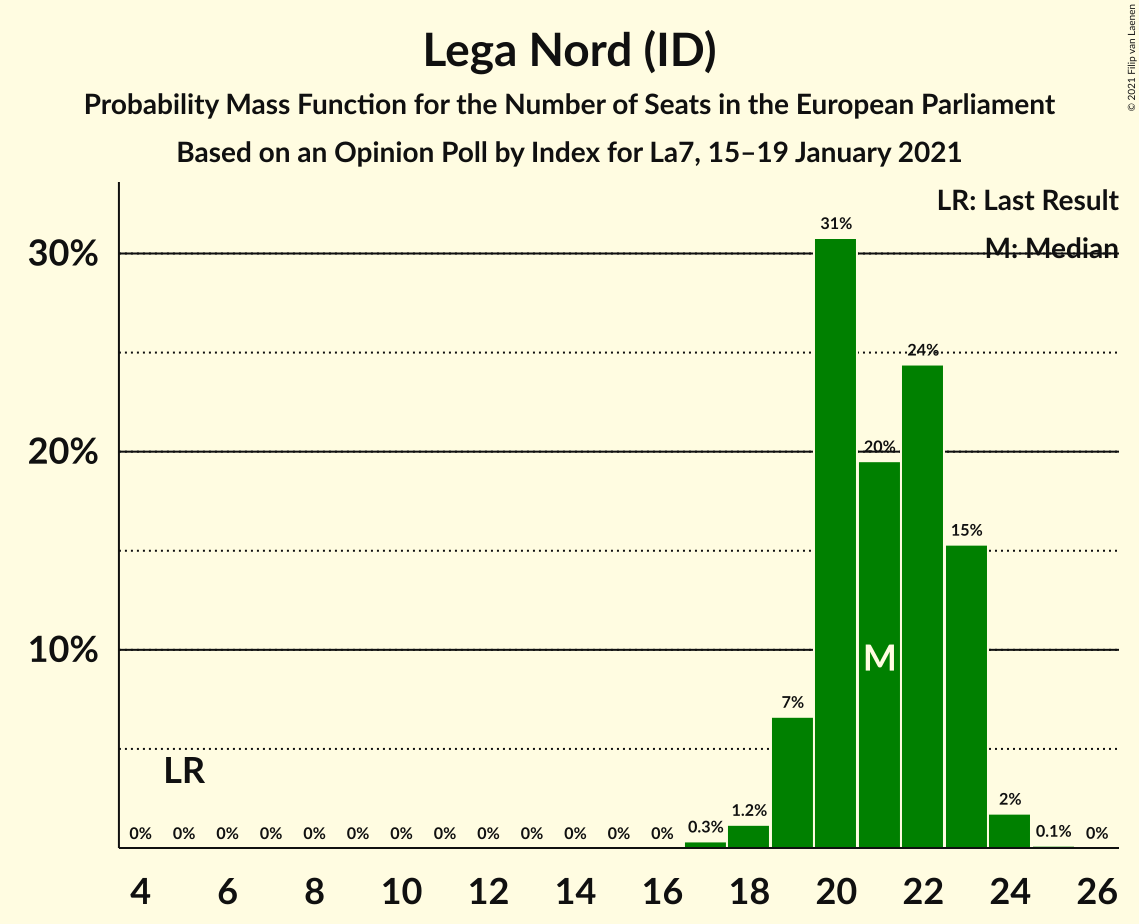 © 2021 Filip van Laenen
Lega Nord (ID)
Probability Mass Function for the Number of Seats in the European Parliament
Based on an Opinion Poll by Index for La7, 15–19 January 2021
LR: Last Result
M: Median
30%
20%
10%
31%
24%
20%
15%
M
7%
LR
2%
1.2%
0% 0% 0% 0% 0% 0% 0% 0% 0% 0% 0% 0% 0% 0.3% 0.1% 0%
4 6 8 10 12 14 16 18 20 22 24 26